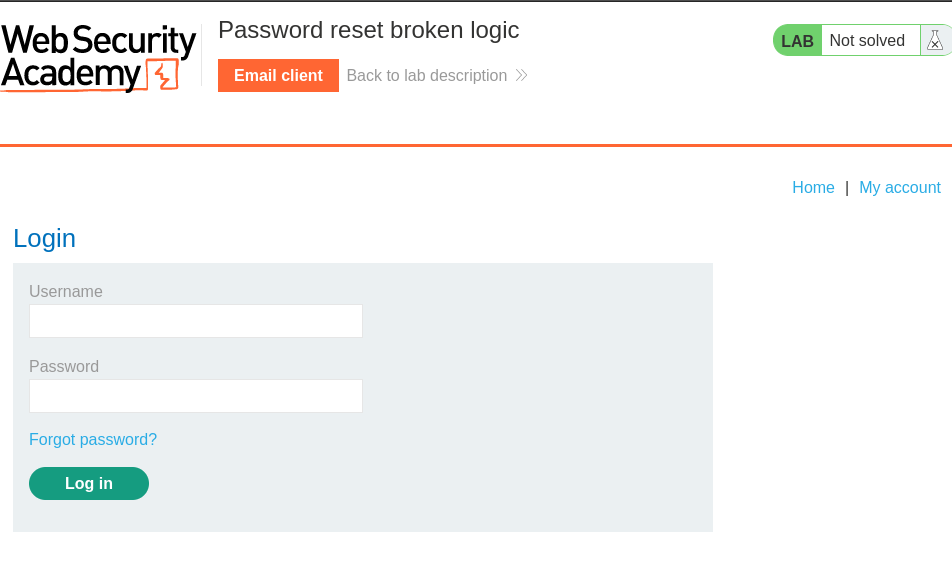 Web Security
Academy
Password reset broken logic
Email client
Back to lab description
LAB
Not solved
Home | My account
Login
Username
Password
Forgot password?
Log in